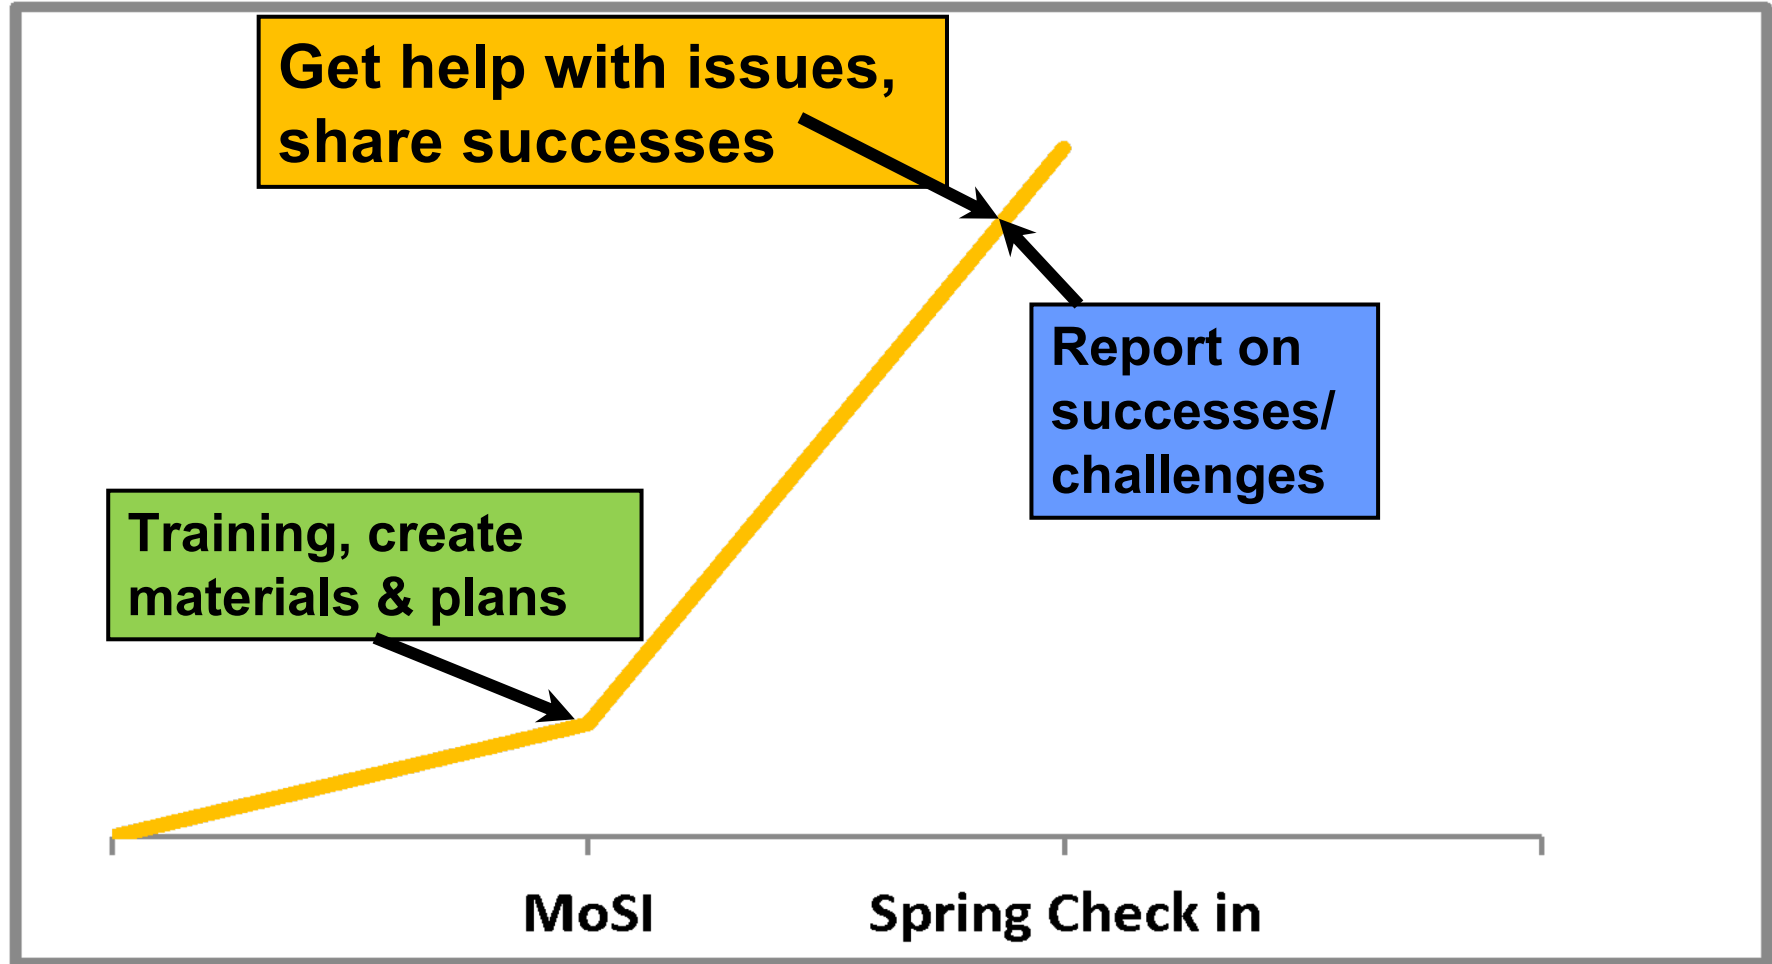 Get help with issues,
share successes
Report on
successes/
challenges
Training, create
materials & plans
MoSI
Spring Check in